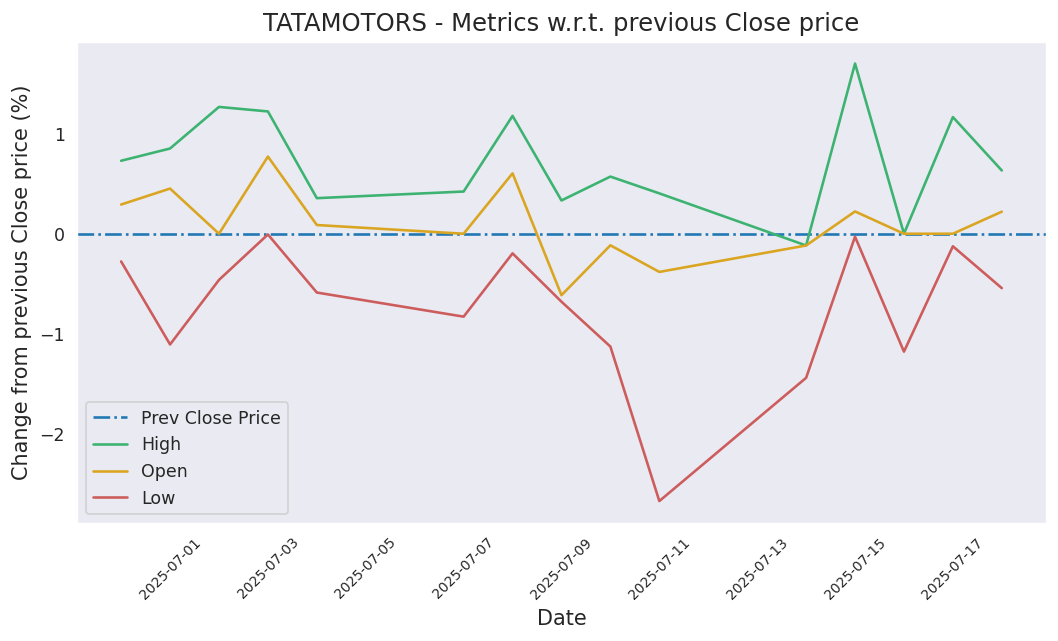 TATAMOTORS - Metrics w.r.t. previous Close price
Change from previous Close price (%)
1
0
−1
−2
Prev Close Price
High
Open
Low
2025-07-01
2025-07-03
2025-07-05
2025-07-07
2025-07-09
2025-07-11
2025-07-13
2025-07-15
2025-07-17
Date